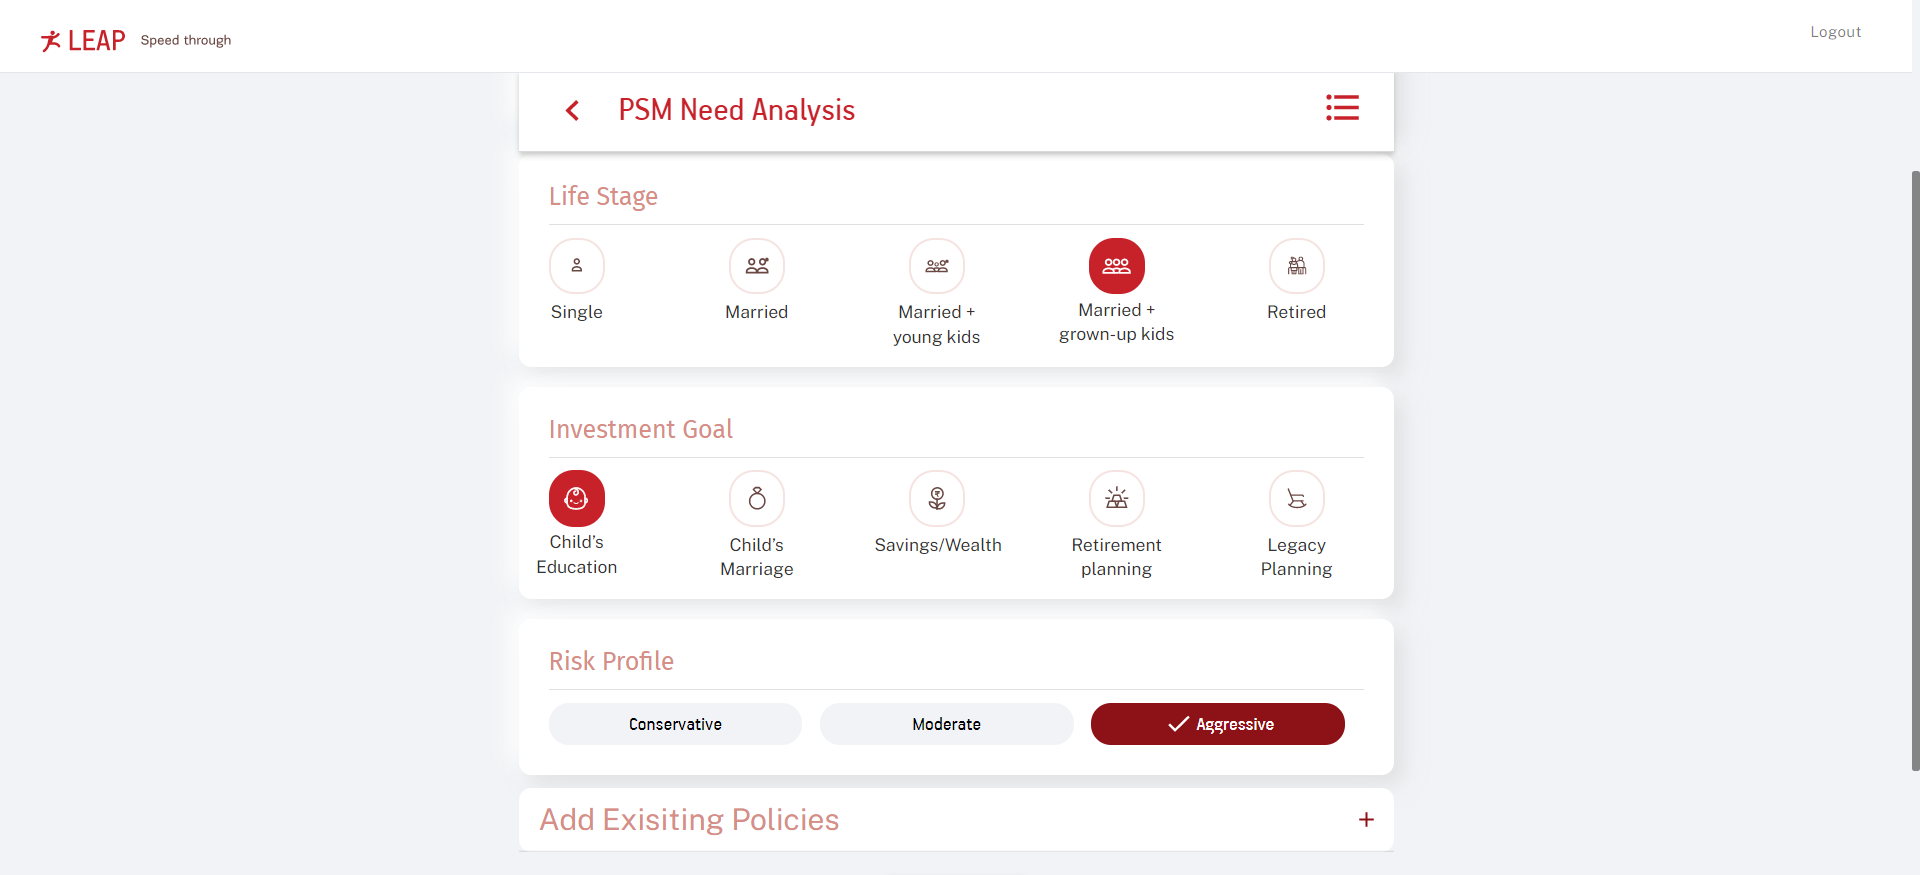 LEAP Speed through
Logout
PSM Need Analysis
Life Stage
Single
Married
Married +
young kids
Married +
grown-up kids
Retired
Investment Goal
Child's
Education
Child's
Marriage
Savings/Wealth
Retirement
planning
Legacy
Planning
Risk Profile
Conservative
Moderate
Aggressive
Add Exisiting Policies
+